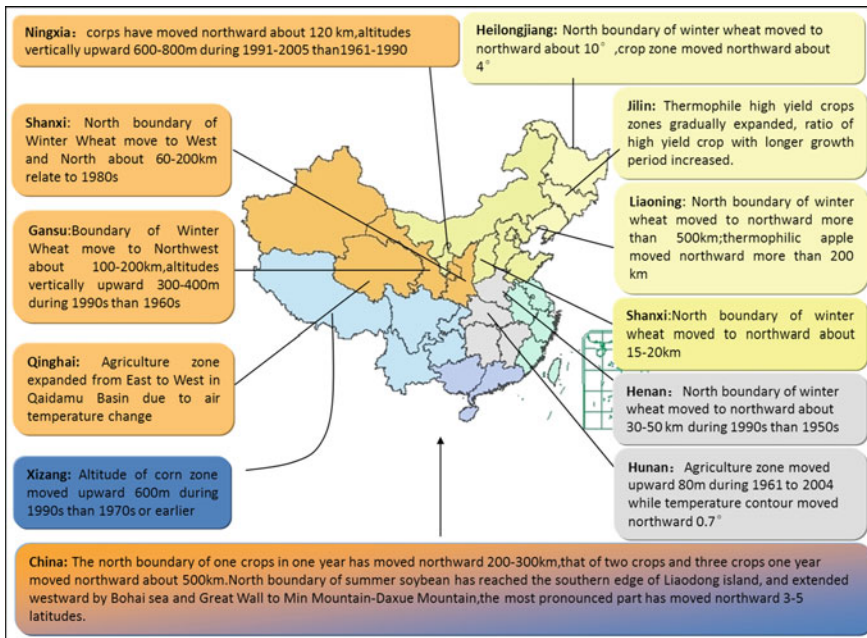 Ningxia: corps have moved northward about 120 km,altitudes
vertically upward 600-800m during 1991-2005 than1961-1990
Heilongjiang: North boundary of winter wheat moved to
northward about 10° ,crop zone moved northward about
4°
Shanxi: North boundary of
Winter Wheat move to West
and North about 60-200km
relate to 1980s
Jilin: Thermophile high yield crops
zones gradually expanded, ratio of
high yield crop with longer growth
period increased.
Gansu:Boundary of Winter
Wheat move to Northwest
about 100-200km,altitudes
vertically upward 300-400m
during 1990s than 1960s
Liaoning: North boundary of winter
wheat moved to northward more
than 500km;thermophilic apple
moved northward more than 200
km
Shanxi:North boundary of winter
wheat moved to northward about
15-20km
Qinghai: Agriculture zone
expanded from East to West in
Qaidamu Basin due to air
temperature change
Henan: North boundary of winter
wheat moved to northward about
30-50 km during 1990s than 1950s
Xizang: Altitude of corn zone
moved upward 600m during
1990s than 1970s or earlier
Hunan: Agriculture zone moved
upward 80m during 1961 to 2004
while temperature contour moved
northward 0.7°
China: The north boundary of one crops in one year has moved northward 200-300km,that of two crops and three crops one year
moved northward about 500km.North boundary of summer soybean has reached the southern edge of Liaodong island, and extended
westward by Bohai sea and Great Wall to Min Mountain-Daxue Mountain,the most pronounced part has moved northward 3-5
latitudes.